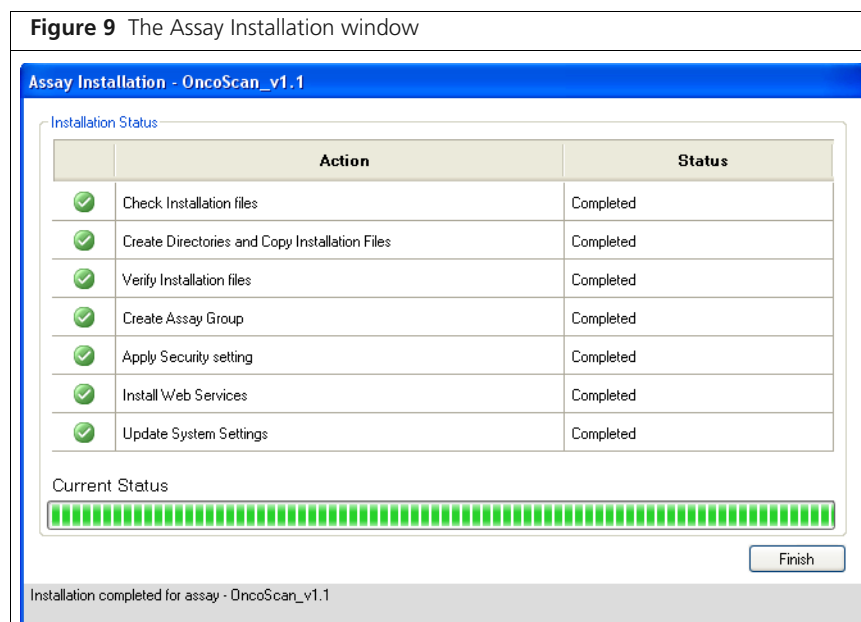 Figure 9 The Assay Installation window
Assay Installation - OncoScan_v1.1
Installation Status
Action Status
Check Installation files Completed
Create Directories and Copy Installation Files Completed
Verify Installation files Completed
Create Assay Group Completed
Apply Security setting Completed
Install Web Services Completed
Update System Settings Completed
Current Status
Finish
Installation completed for assay - OncoScan_v1.1